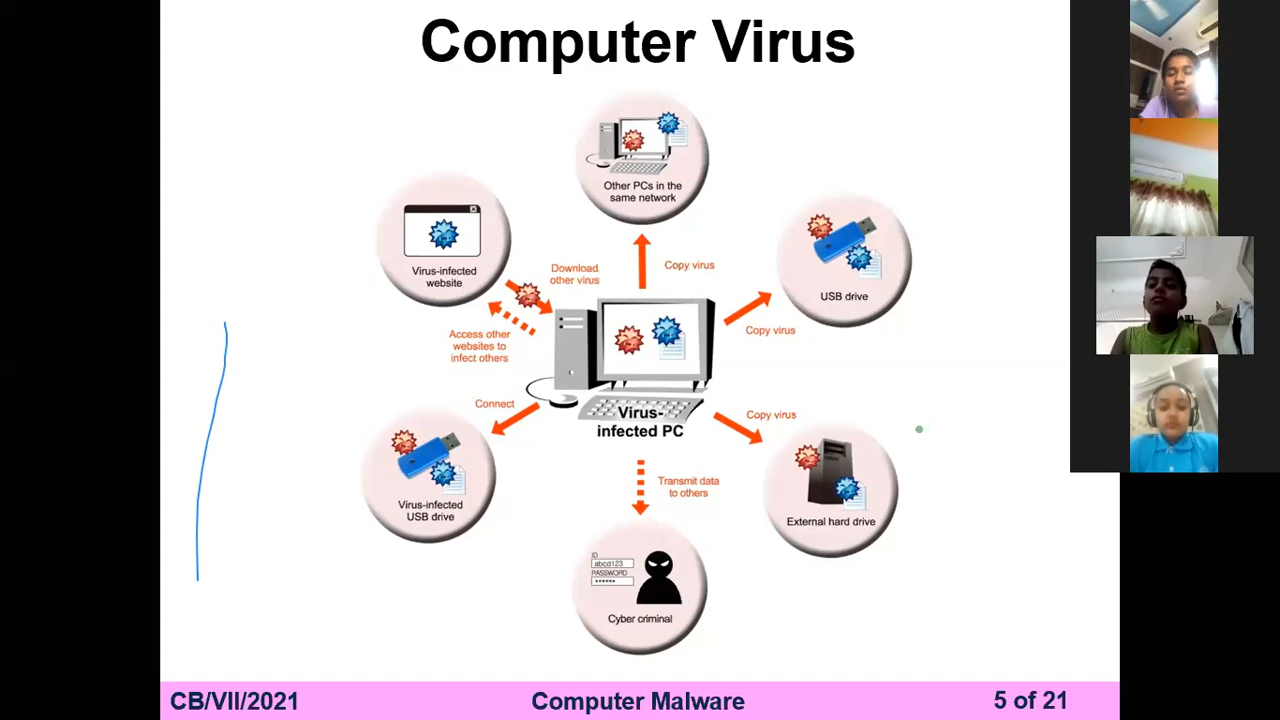 Computer Virus
Other PCs in the
same network
Virus-infected
website
Download
other virus
Copy virus
USB drive
Copy virus
Access other
websites to
infect others
Connect
Virus-
infected PC
Copy virus
Virus-infected
USB drive
Transmit data
to others
External hard drive
ID
abcd123
PASSWORD
******
Cyber criminal
CB/VII/2021
Computer Malware
5 of 21